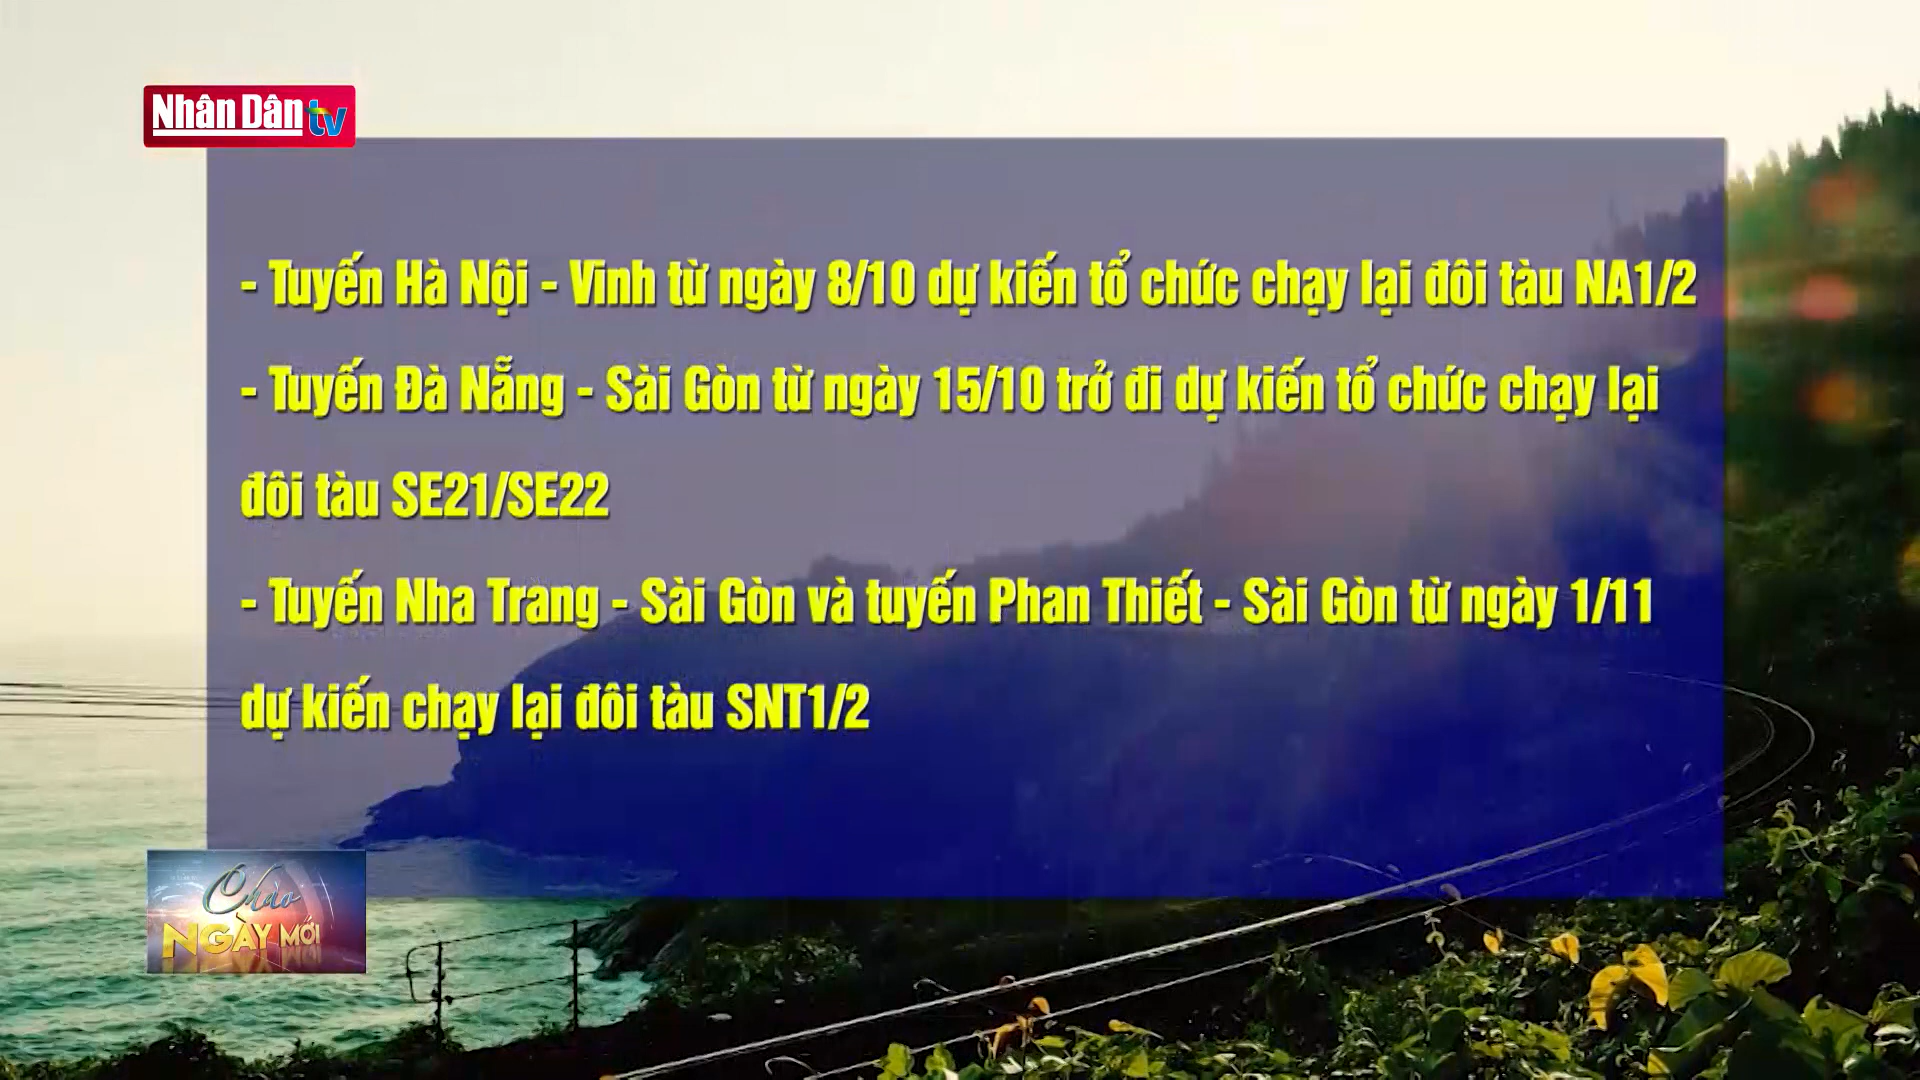 Nhân Dân tv
- Tuyến Hà Nội - Vinh từ ngày 8/10 dự kiến tổ chức chạy lại đôi tàu NA1/2
- Tuyến Đà Nẵng - Sài Gòn từ ngày 15/10 trở đi dự kiến tổ chức chạy lại
đôi tàu SE21/SE22
- Tuyến Nha Trang - Sài Gòn và tuyến Phan Thiết - Sài Gòn từ ngày 1/11
dự kiến chạy lại đôi tàu SNT1/2
Chào
NGÀY MỚI